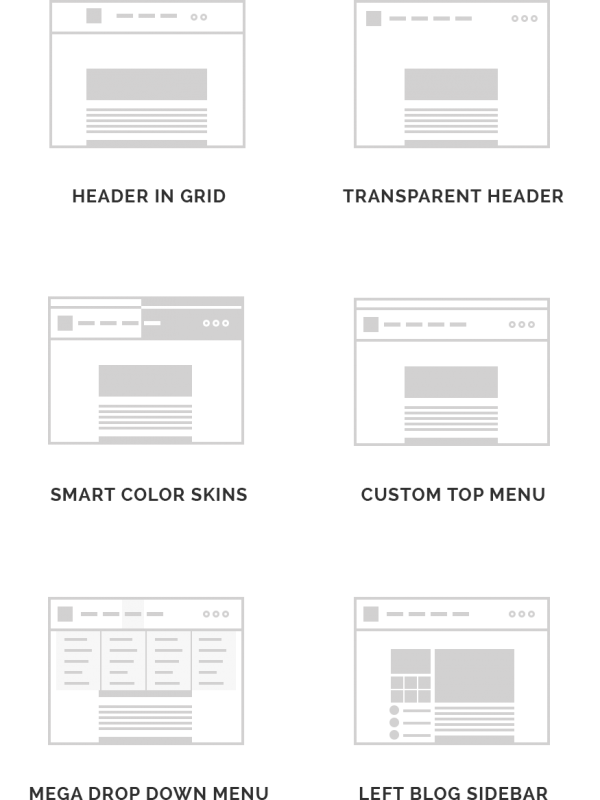 HEADER IN GRID
TRANSPARENT HEADER
SMART COLOR SKINS
CUSTOM TOP MENU
MEGA DROP DOWN MENU
LEFT BLOG SIDEBAR